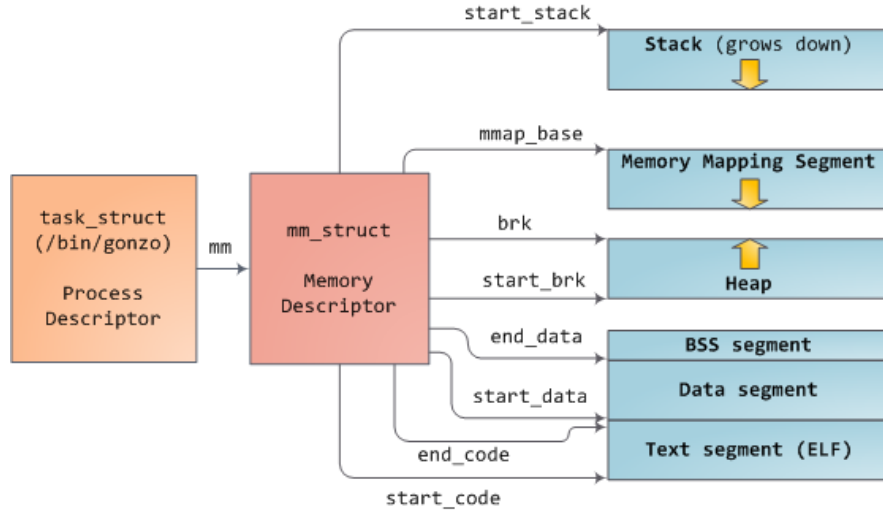 start_stack
Stack (grows down)
mmap_base
Memory Mapping Segment
task_struct
(/bin/gonzo)
Process
Descriptor
mm
mm_struct
Memory
Descriptor
brk
start_brk
Heap
end_data
BSS segment
start_data
Data segment
end_code
Text segment (ELF)
start_code